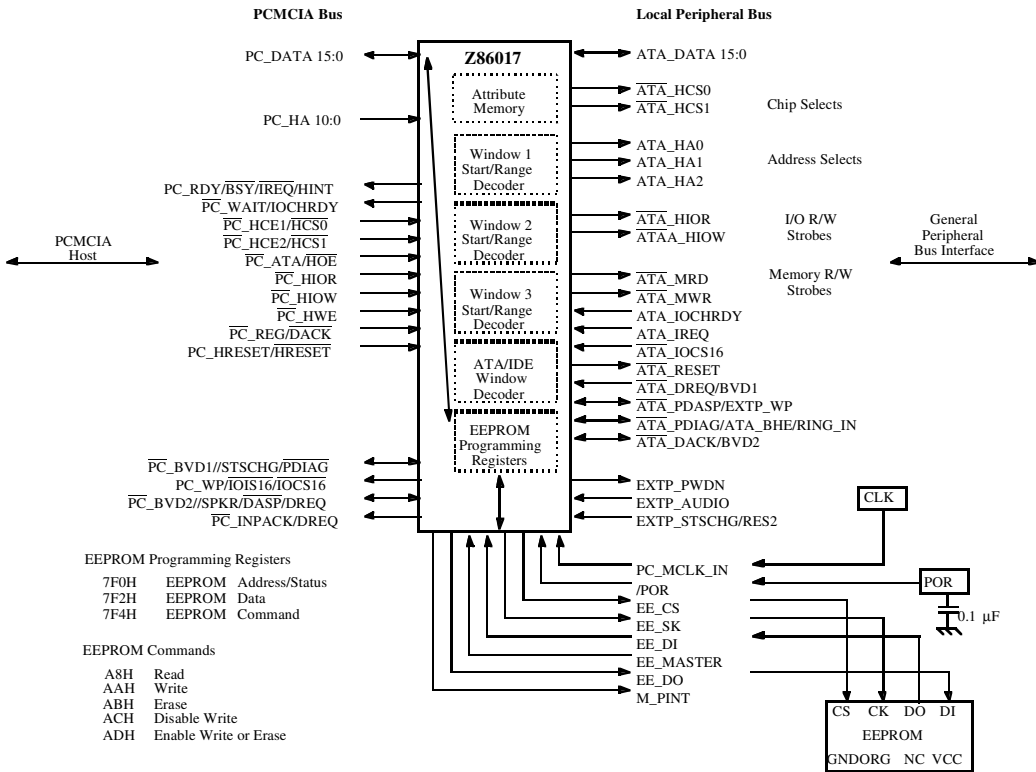 PCMCIA Bus
Local Peripheral Bus
Z86017
PC_DATA 15:0
PC_HA 10:0
PC_RDY/BSY/IREQ/HINT
PC_WAIT/IOCHRDY
PC_HCE1/HCS0
PC_HCE2/HCS1
PC_ATA/HOE
PC_HIOR
PC_HIOW
PC_HWE
PC_REG/DACK
PC_HRESET/HRESET
PC_BVD1//STSCHG/PDIAG
PC_WP/IOIS16/IOCS16
PC_BVD2//SPKR/DASP/DREQ
PC_INPACK/DREQ
PCMCIA
Host
Attribute
Memory
Window 1
Start/Range
Decoder
Window 2
Start/Range
Decoder
Window 3
Start/Range
Decoder
ATA/IDE
Window
Decoder
EEPROM
Programming
Registers
ATA_DATA 15:0
ATA_HCS0
ATA_HCS1
Chip Selects
ATA_HA0
ATA_HA1
ATA_HA2
Address Selects
ATA_HIOR
ATAA_HIOW
I/O R/W
Strobes
ATA_MRD
ATA_MWR
Memory R/W
Strobes
ATA_IOCHRDY
ATA_IREQ
ATA_IOCS16
ATA_RESET
ATA_DREQ/BVD1
ATA_PDASP/EXTP_WP
ATA_PDIAG/ATA_BHE/RING_IN
ATA_DACK/BVD2
EXTP_PWDN
EXTP_AUDIO
EXTP_STSCHG/RES2
General
Peripheral
Bus Interface
CLK
PC_MCLK_IN
/POR
EE_CS
EE_SK
EE_DI
EE_MASTER
EE_DO
M_PINT
POR
0.1 µF
CS CK DO DI
EEPROM
GNDORG NC VCC
EEPROM Programming Registers
7F0H EEPROM Address/Status
7F2H EEPROM Data
7F4H EEPROM Command
EEPROM Commands
A8H Read
AAH Write
ABH Erase
ACH Disable Write
ADH Enable Write or Erase